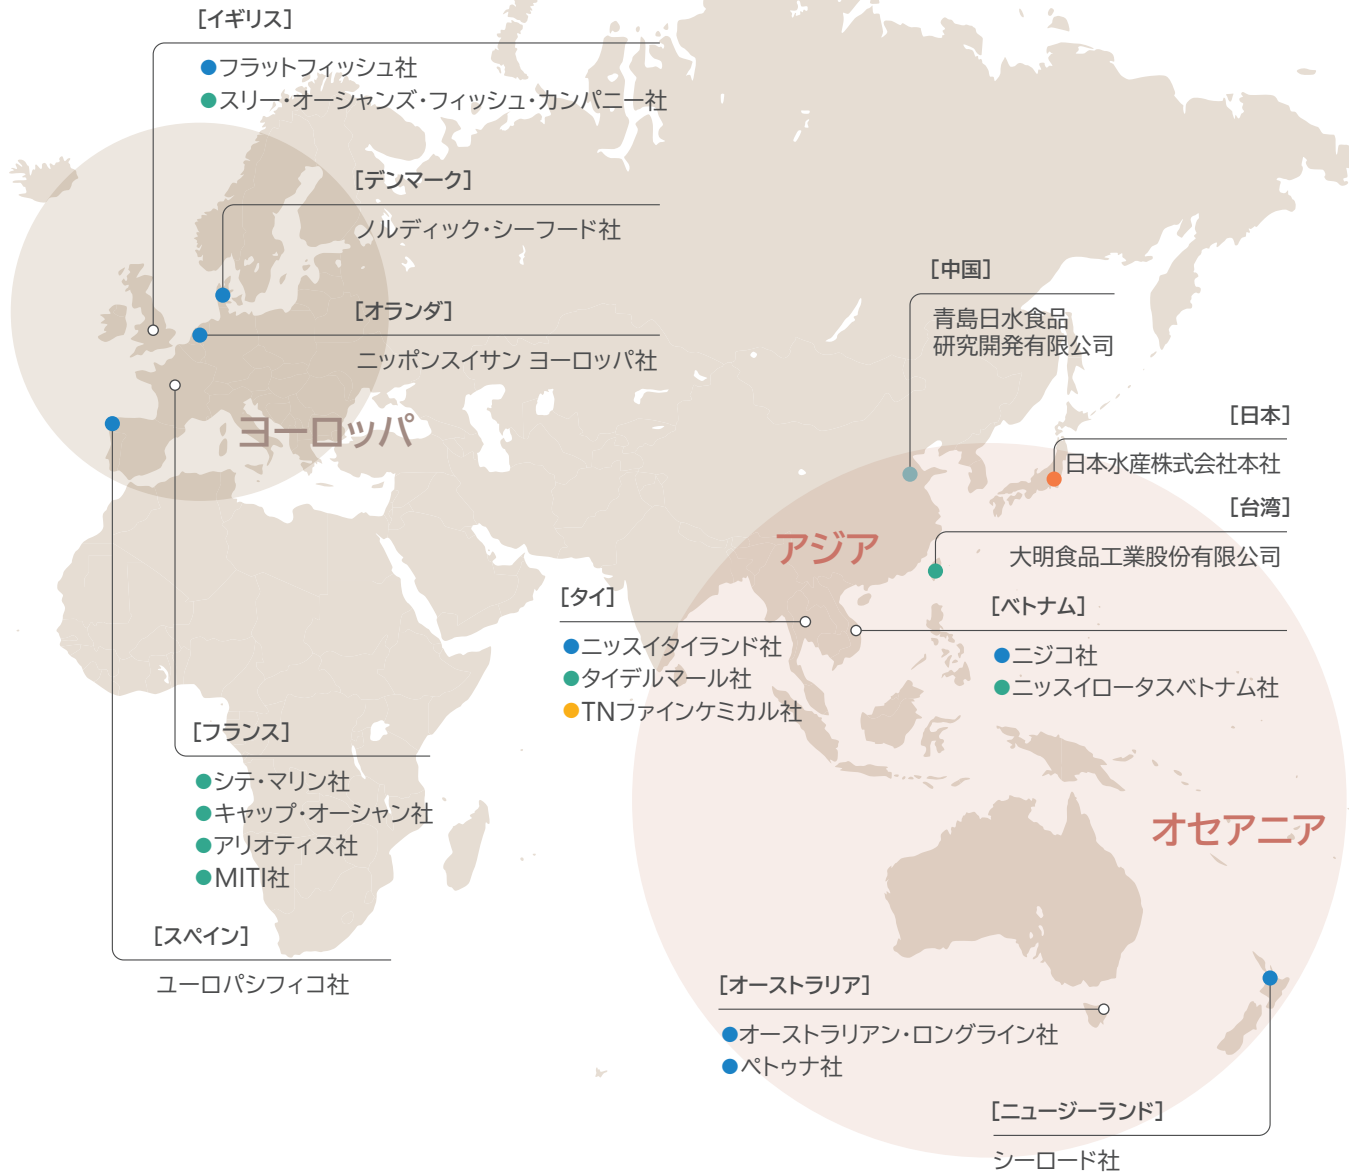 [イギリス]
●フラットフィッシュ社
●スリー・オーシャンズ・フィッシュ・カンパニー社
[デンマーク]
ノルディック・シーフード社
[オランダ]
ニッポンスイサン ヨーロッパ社
ヨーロッパ
[フランス]
●シテ・マリン社
●キャップ・オーシャン社
●アリオティス社
●MITI社
[スペイン]
ユーロパシフィコ社
[中国]
青島日水食品
研究開発有限公司
[日本]
日本水産株式会社本社
[台湾]
大明食品工業股份有限公司
アジア
[タイ]
●ニッスイタイランド社
●タイデルマール社
●TNファインケミカル社
[ベトナム]
●ニジコ社
●ニッスイロータスベトナム社
オセアニア
[オーストラリア]
●オーストラリアン・ロングライン社
●ペトゥナ社
[ニュージーランド]
シーロード社